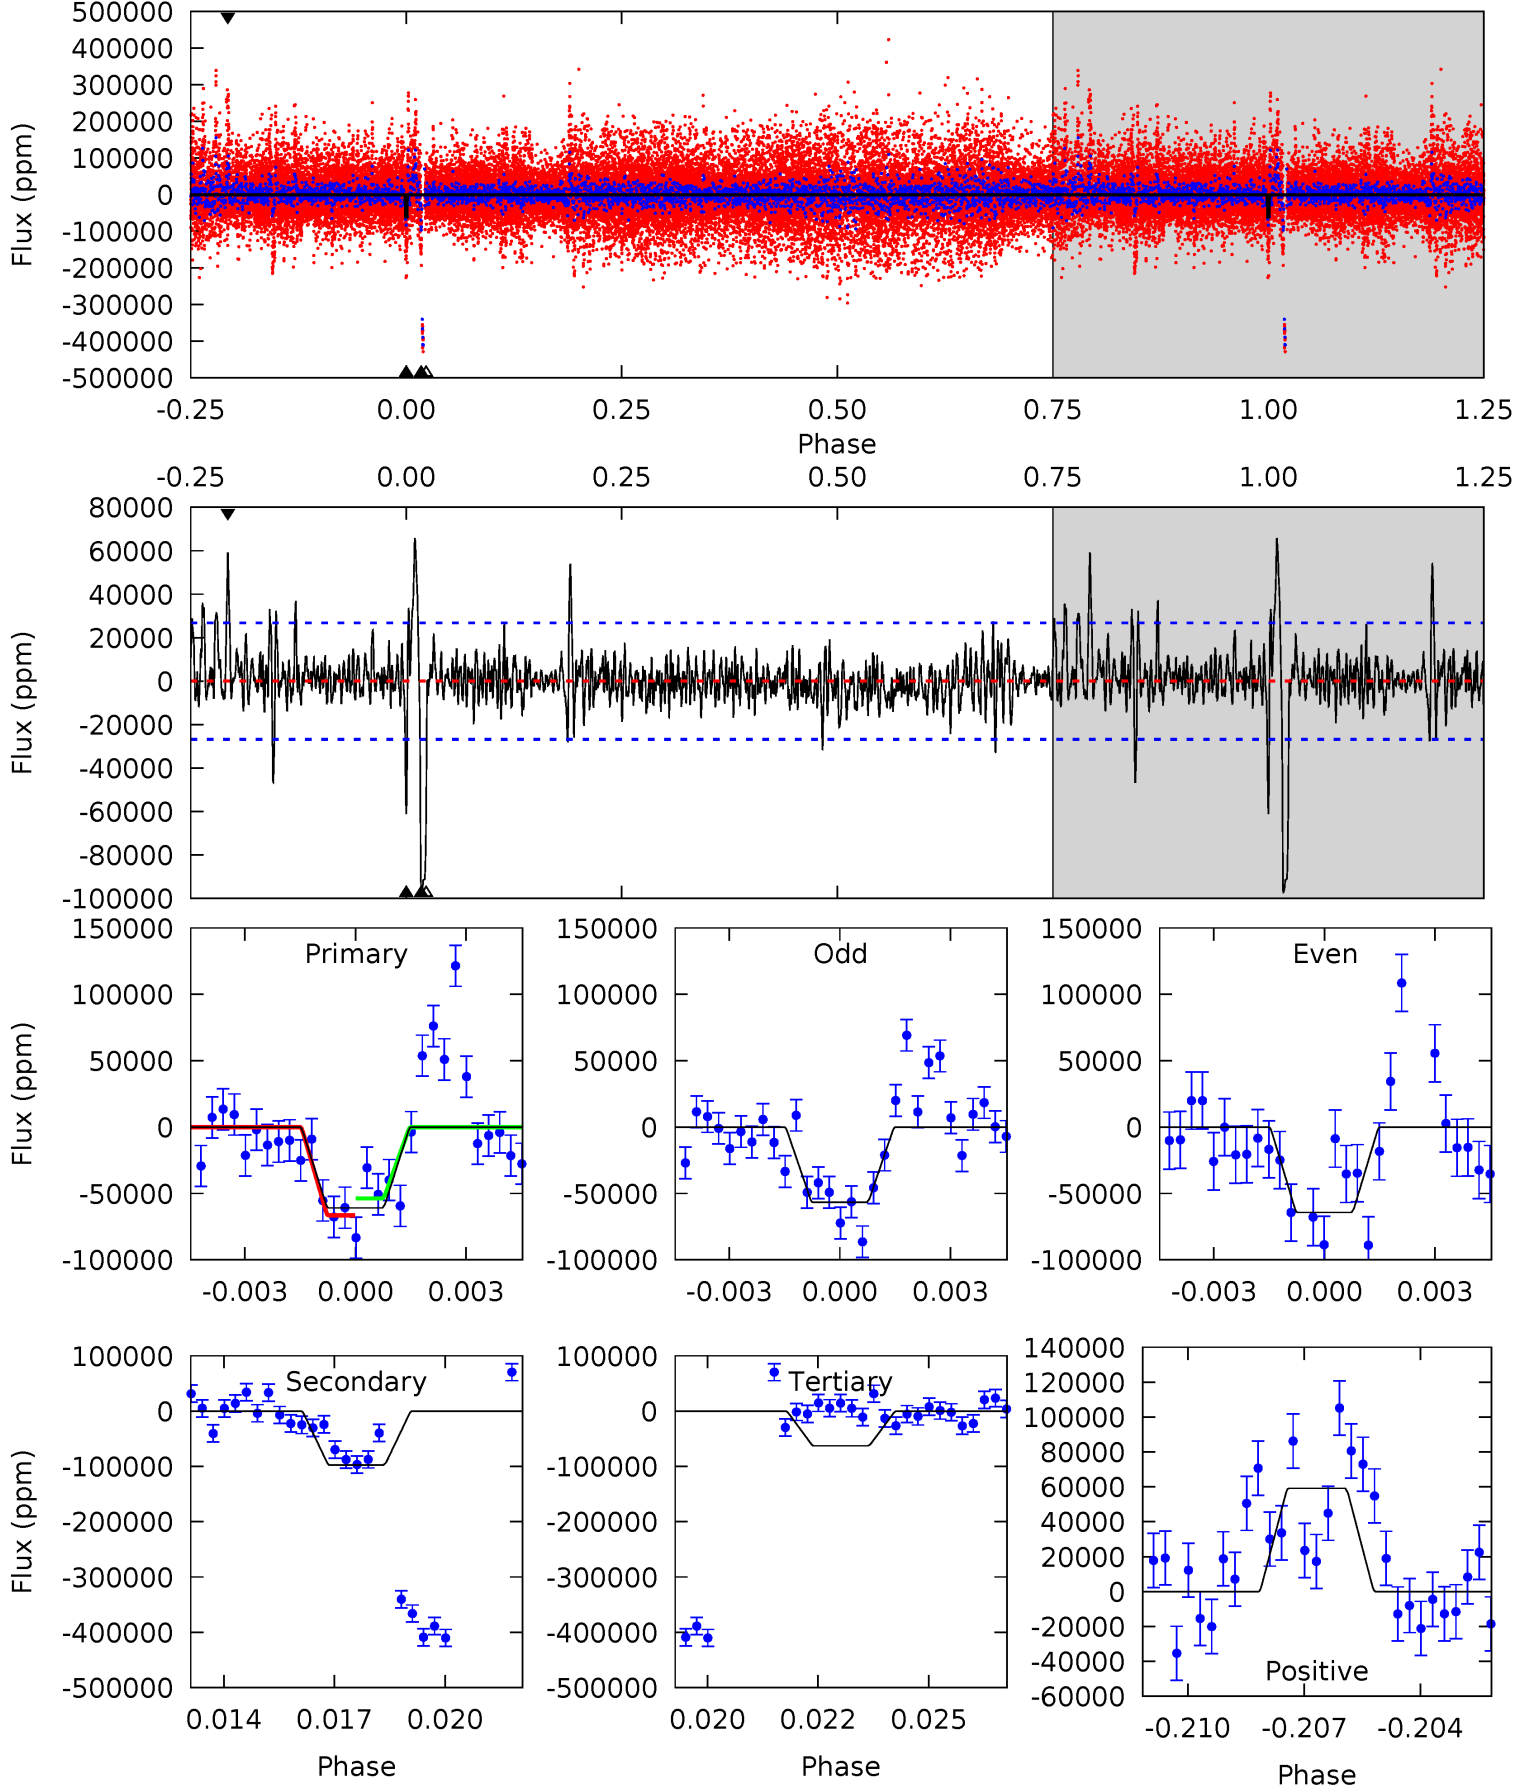 500000
400000
300000
200000
100000
0
-100000
-200000
-300000
-400000
-500000
Flux (ppm)
-0.25 0.00 0.25 0.50 0.75 1.00 1.25
Phase
-0.25 0.00 0.25 0.50 0.75 1.00 1.25
80000
60000
40000
20000
0
-20000
-40000
-60000
-80000
-100000
Flux (ppm)
150000
100000
50000
0
-50000
-100000
Flux (ppm)
Primary
-0.003 0.000 0.003
150000
100000
50000
0
-50000
-100000
Odd
-0.003 0.000 0.003
150000
100000
50000
0
-50000
-100000
Even
-0.003 0.000 0.003
100000
0
-100000
-200000
-300000
-400000
-500000
Flux (ppm)
Secondary
0.014 0.017 0.020
Phase
100000
0
-100000
-200000
-300000
-400000
-500000
Tertiary
0.020 0.022 0.025
Phase
140000
120000
100000
80000
60000
40000
20000
0
-20000
-40000
-60000
Positive
-0.210 -0.207 -0.204
Phase